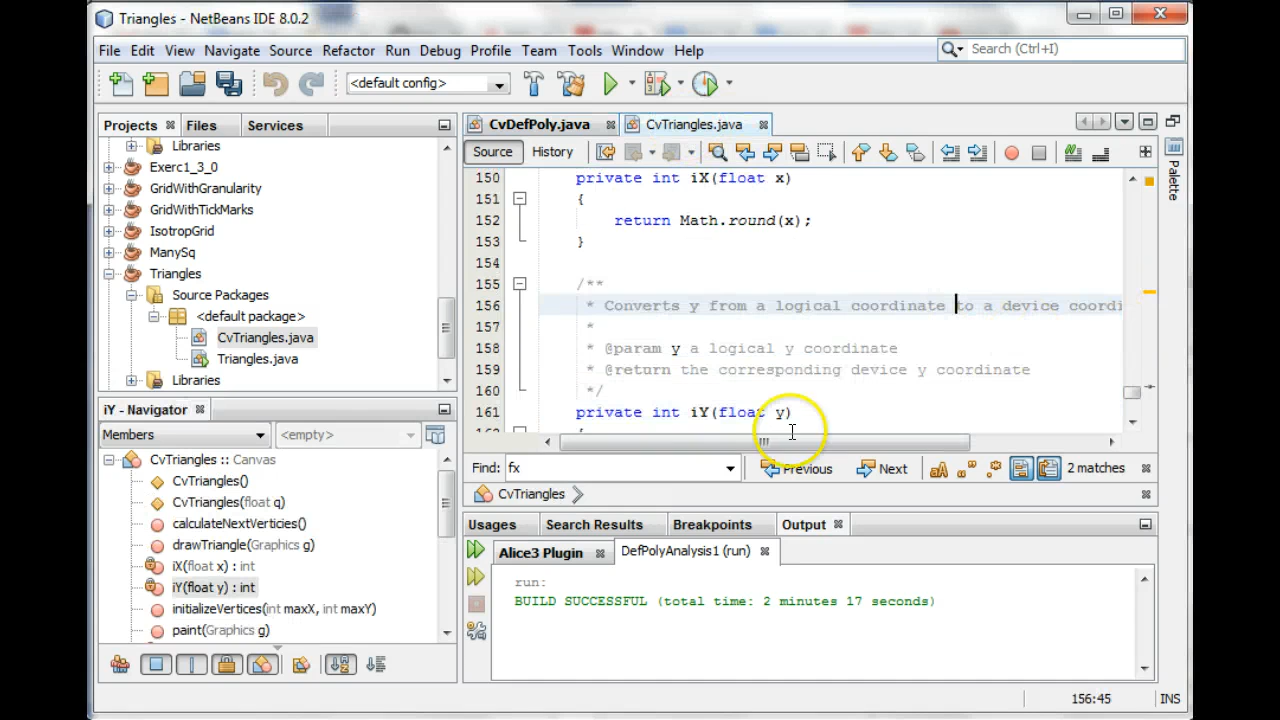 Triangles - NetBeans IDE 8.0.2
File Edit View Navigate Source Refactor Run Debug Profile Team Tools Window Help
Search (Ctrl+I)
<default config>
Projects Files Services
Libraries
Exerc1_3_0
GridWithGranularity
GridWithTickMarks
IsotropGrid
ManySq
Triangles
Source Packages
<default package>
CvTriangles.java
Triangles.java
Libraries
iY - Navigator
Members <empty>
CvTriangles :: Canvas
CvTriangles()
CvTriangles(float q)
calculateNextVerticies()
drawTriangle(Graphics g)
iX(float x) : int
iY(float y) : int
initializeVertices(int maxX, int maxY)
paint(Graphics g)
CvDefPoly.java CvTriangles.java
Source History
Palette
150 private int iX(float x)
151 {
152 return Math.round(x);
153 }
154
155 /**
156 * Converts y from a logical coordinate to a device coordi
157 *
158 * @param y a logical y coordinate
159 * @return the corresponding device y coordinate
160 */
161 private int iY(float y)
Find: fx Previous Next 2 matches
CvTriangles
Usages Search Results Breakpoints Output
Alice3 Plugin DefPolyAnalysis1 (run)
run:
BUILD SUCCESSFUL (total time: 2 minutes 17 seconds)
156:45 INS